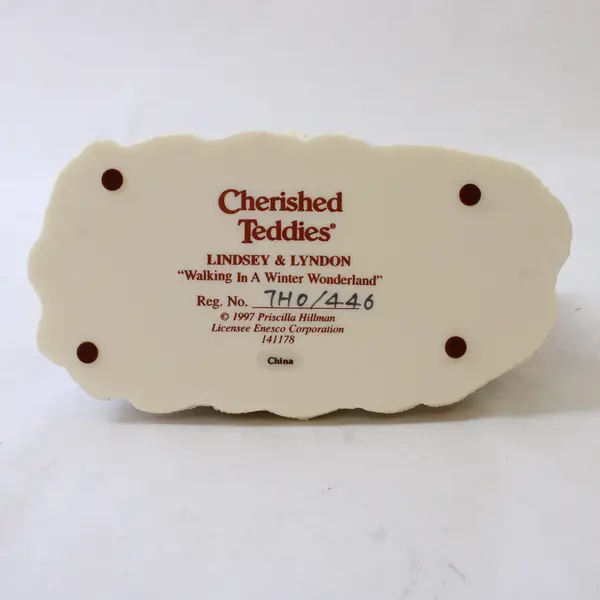 Cherished
Teddies®
LINDSEY & LYNDON
"Walking In A Winter Wonderland"
Reg. No. 7H0/446
© 1997 Priscilla Hillman
Licensee Enesco Corporation
141178
China